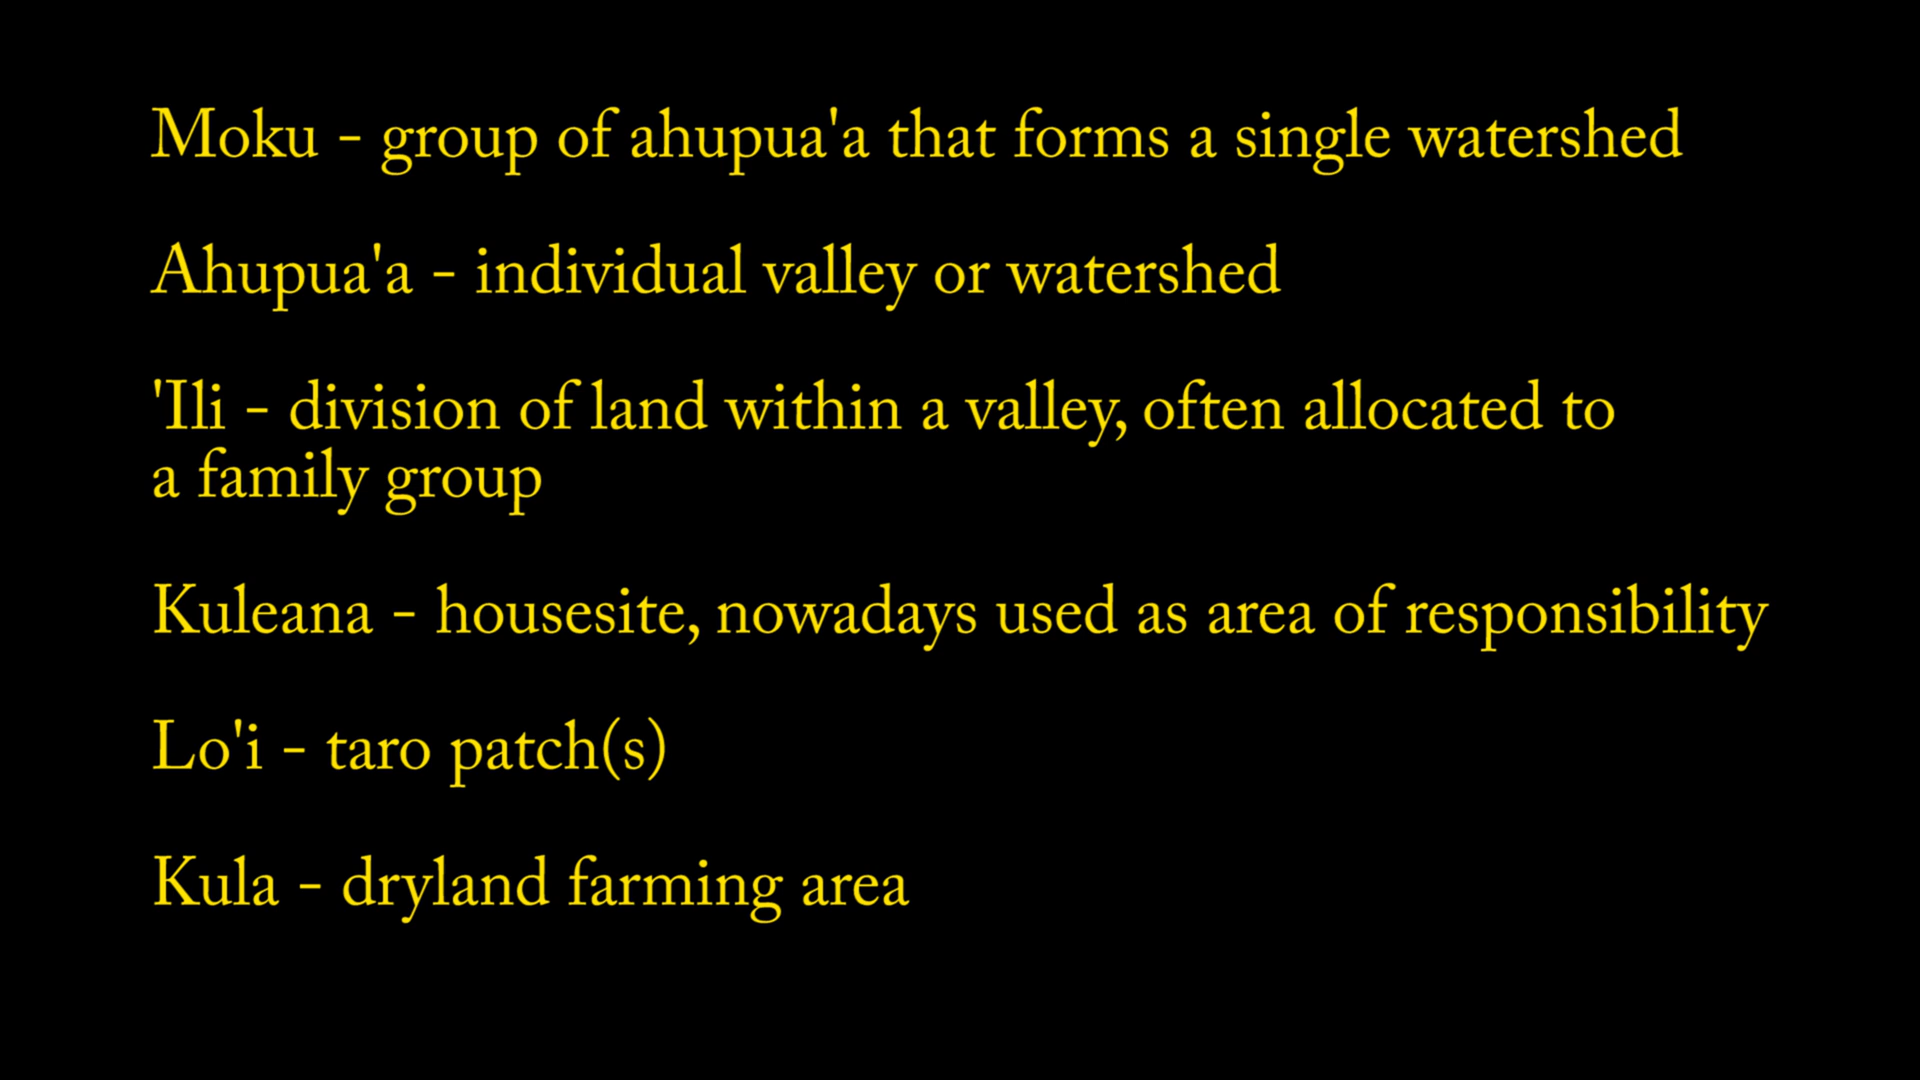 Moku - group of ahupua'a that forms a single watershed
Ahupua'a - individual valley or watershed
'Ili - division of land within a valley, often allocated to
a family group
Kuleana - housesite, nowadays used as area of responsibility
Lo'i - taro patch(s)
Kula - dryland farming area